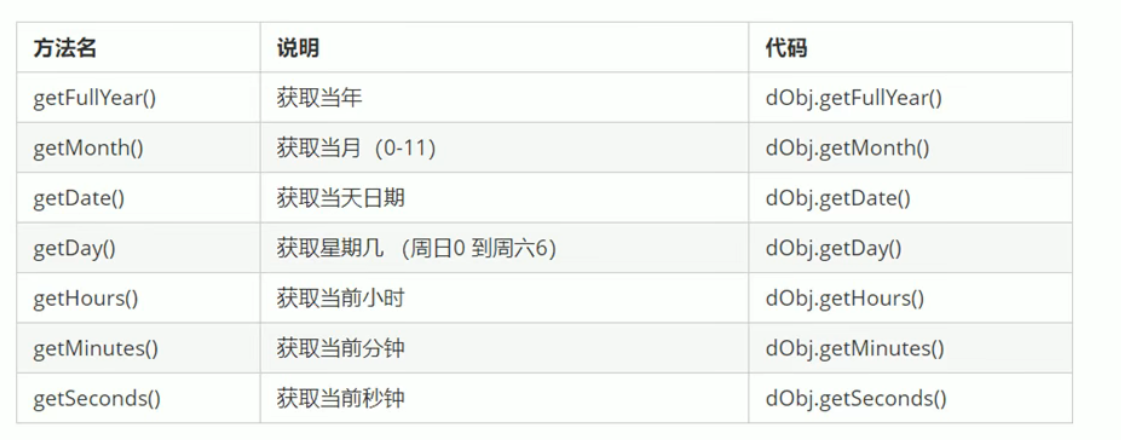 方法名 说明 代码
getFullYear() 获取当年 dObj.getFullYear()
getMonth() 获取当月（0-11） dObj.getMonth()
getDate() 获取当天日期 dObj.getDate()
getDay() 获取星期几 （周日0 到周六6） dObj.getDay()
getHours() 获取当前小时 dObj.getHours()
getMinutes() 获取当前分钟 dObj.getMinutes()
getSeconds() 获取当前秒钟 dObj.getSeconds()